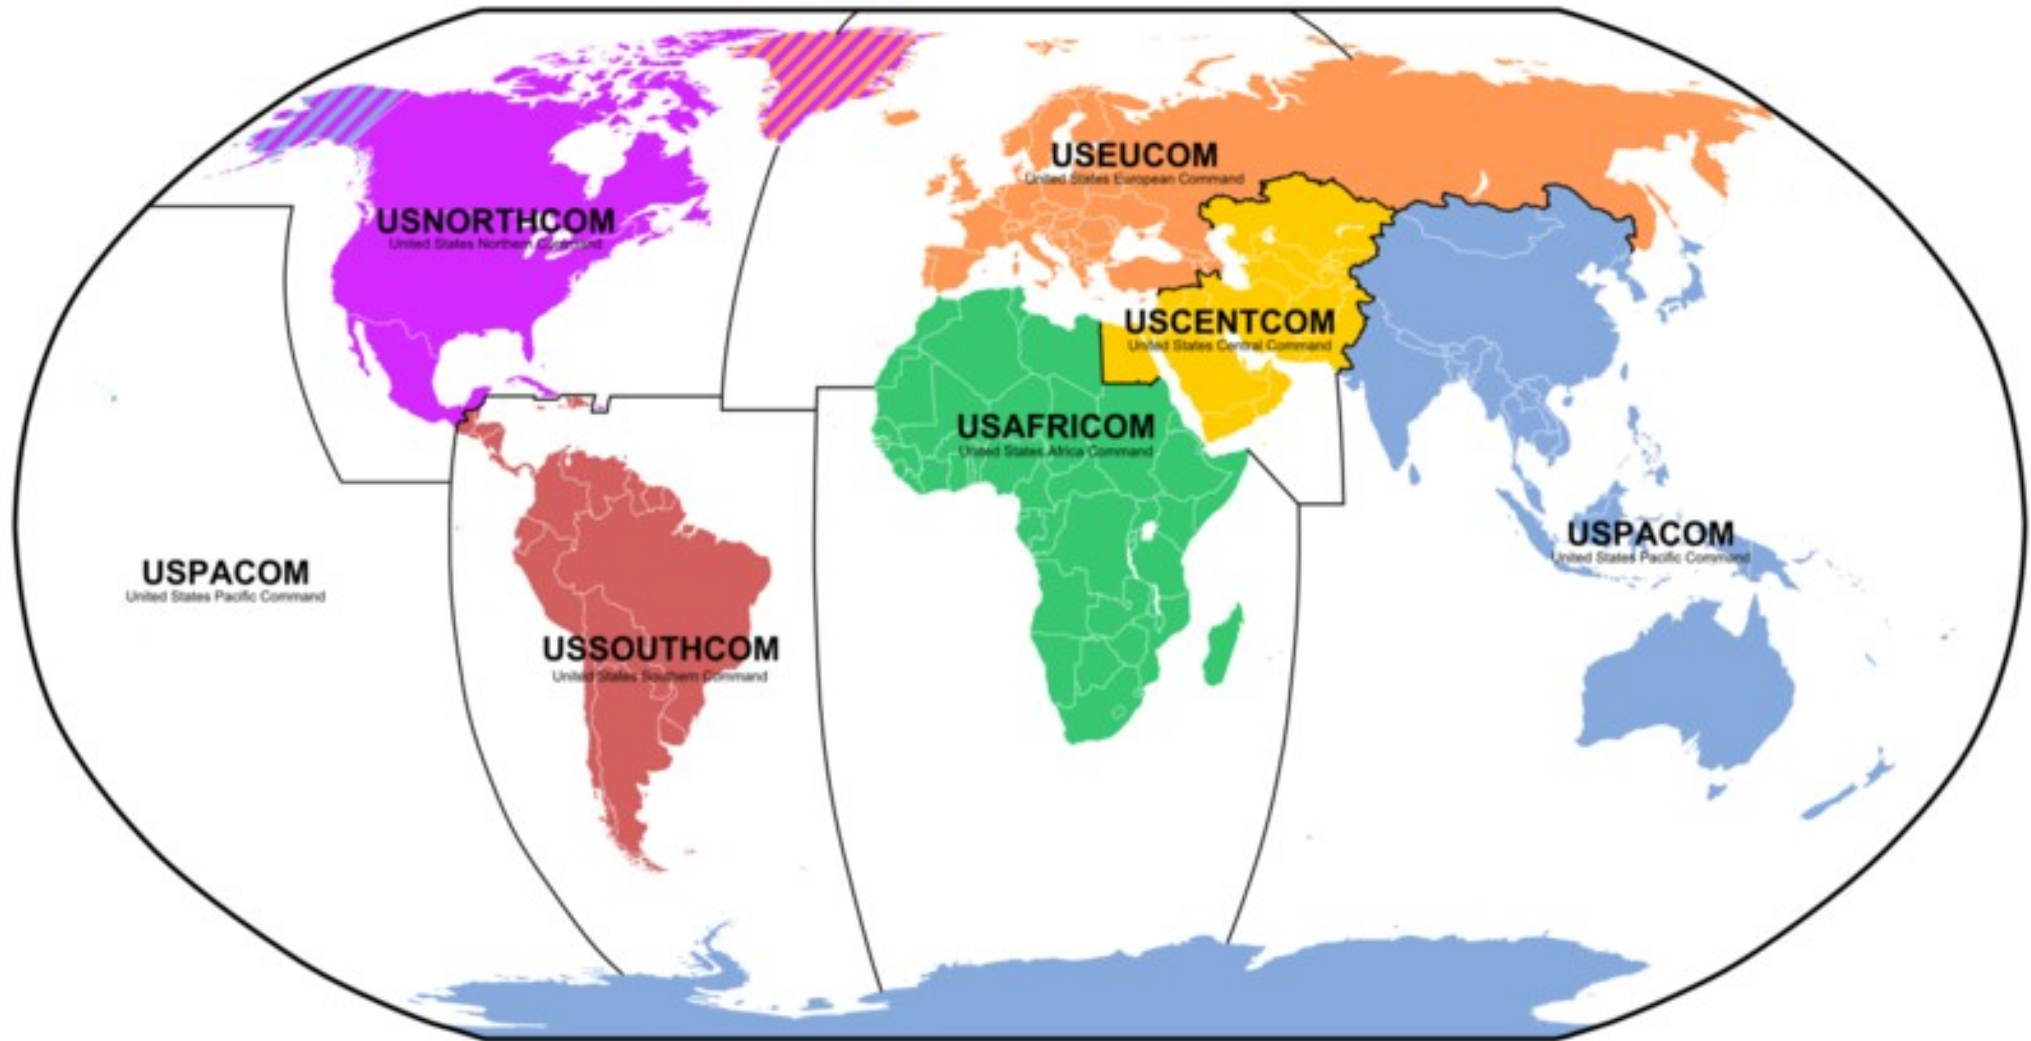 USEUCOM
United States European Command
USNORTHCOM
United States Northern Command
USCENTCOM
United States Central Command
USAFRICOM
United States Africa Command
USPACOM
United States Pacific Command
USPACOM
United States Pacific Command
USSOUTHCOM
United States Southern Command